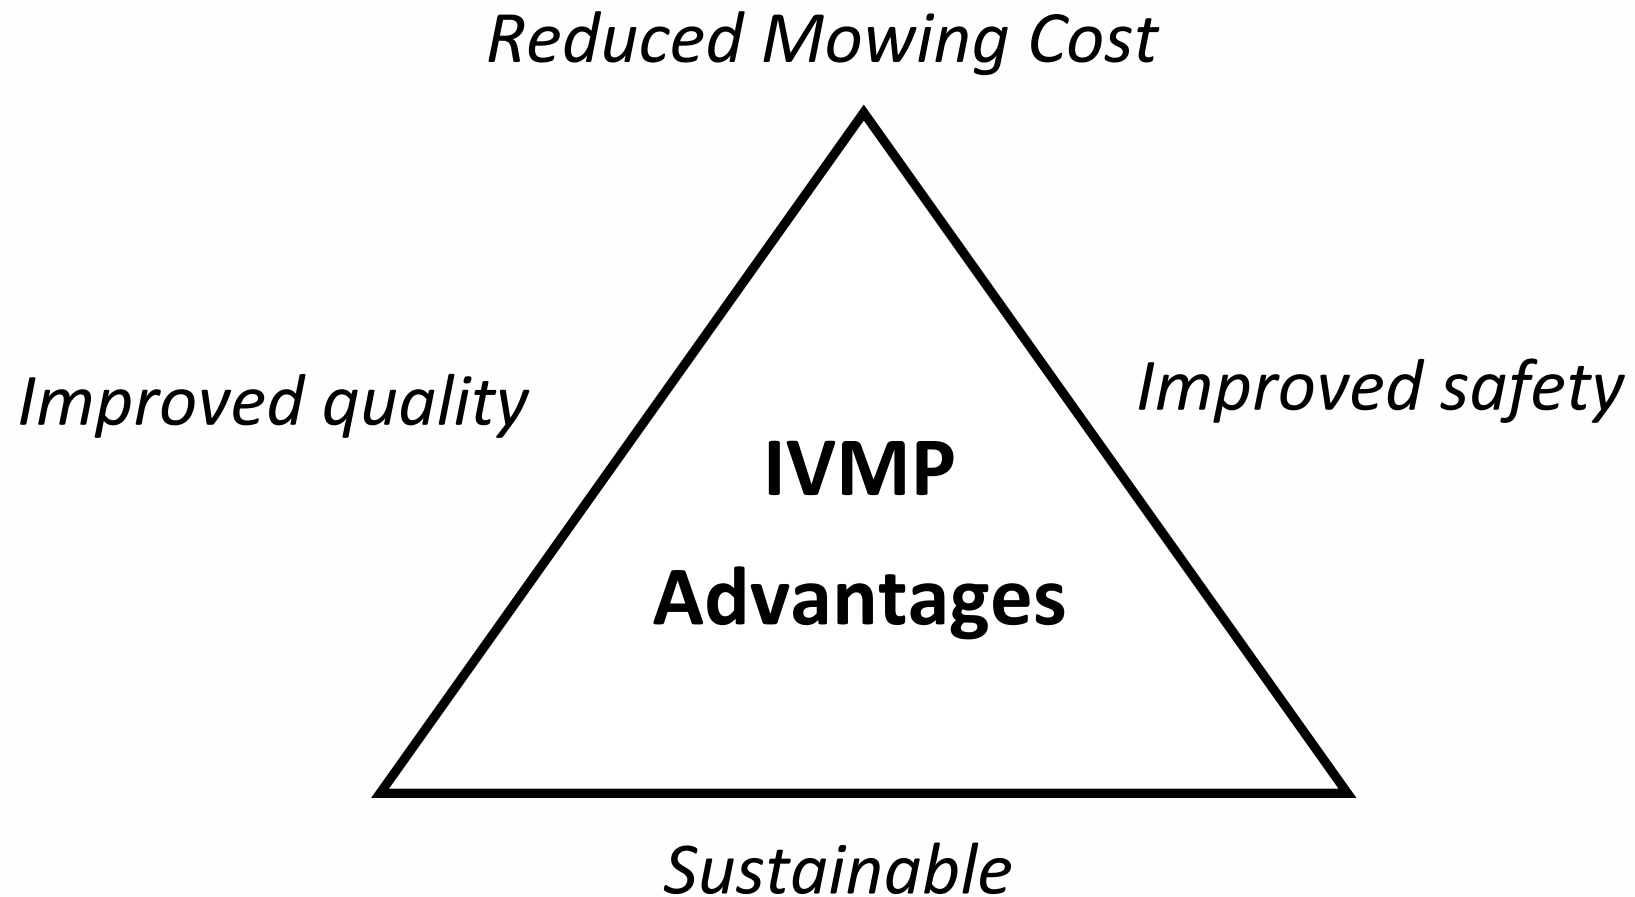 Reduced Mowing Cost
Improved quality
Improved safety
IVMP
Advantages
Sustainable